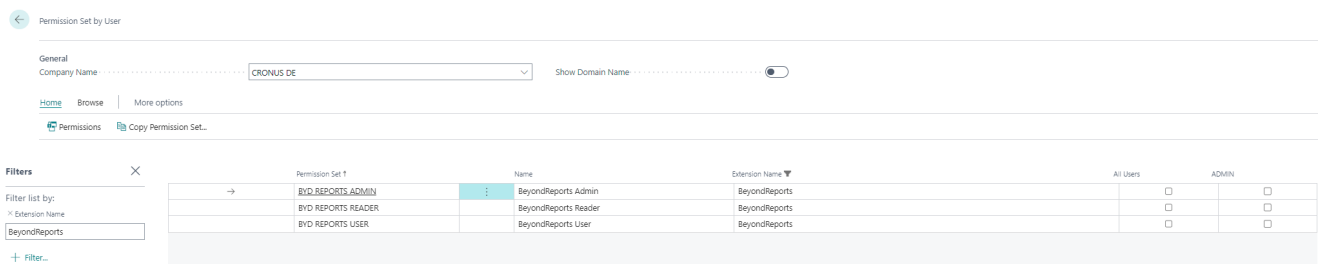 Permission Set by User
General
Company Name CRONUS DE Show Domain Name
Home Browse More options
Permissions Copy Permission Set...
Filters
Filter list by:
× Extension Name
BeyondReports
+ Filter...
Permission Set ↑ Name Extension Name All Users ADMIN
→ BYD REPORTS ADMIN BeyondReports Admin BeyondReports
BYD REPORTS READER BeyondReports Reader BeyondReports
BYD REPORTS USER BeyondReports User BeyondReports